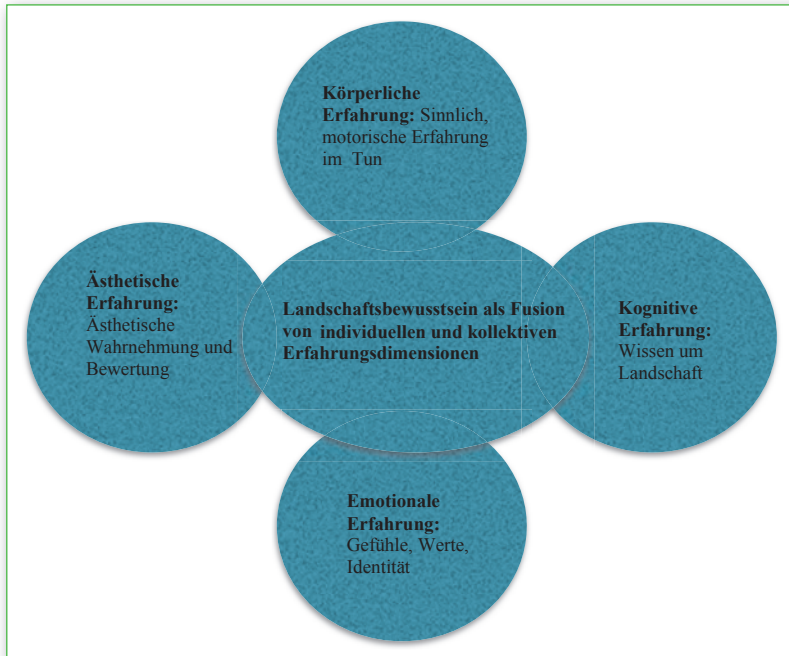 Körperliche
Erfahrung: Sinnlich,
motorische Erfahrung
im Tun
Ästhetische
Erfahrung:
Ästhetische
Wahrnehmung und
Bewertung
Landschaftsbewusstsein als Fusion
von individuellen und kollektiven
Erfahrungsdimensionen
Kognitive
Erfahrung:
Wissen um
Landschaft
Emotionale
Erfahrung:
Gefühle, Werte,
Identität